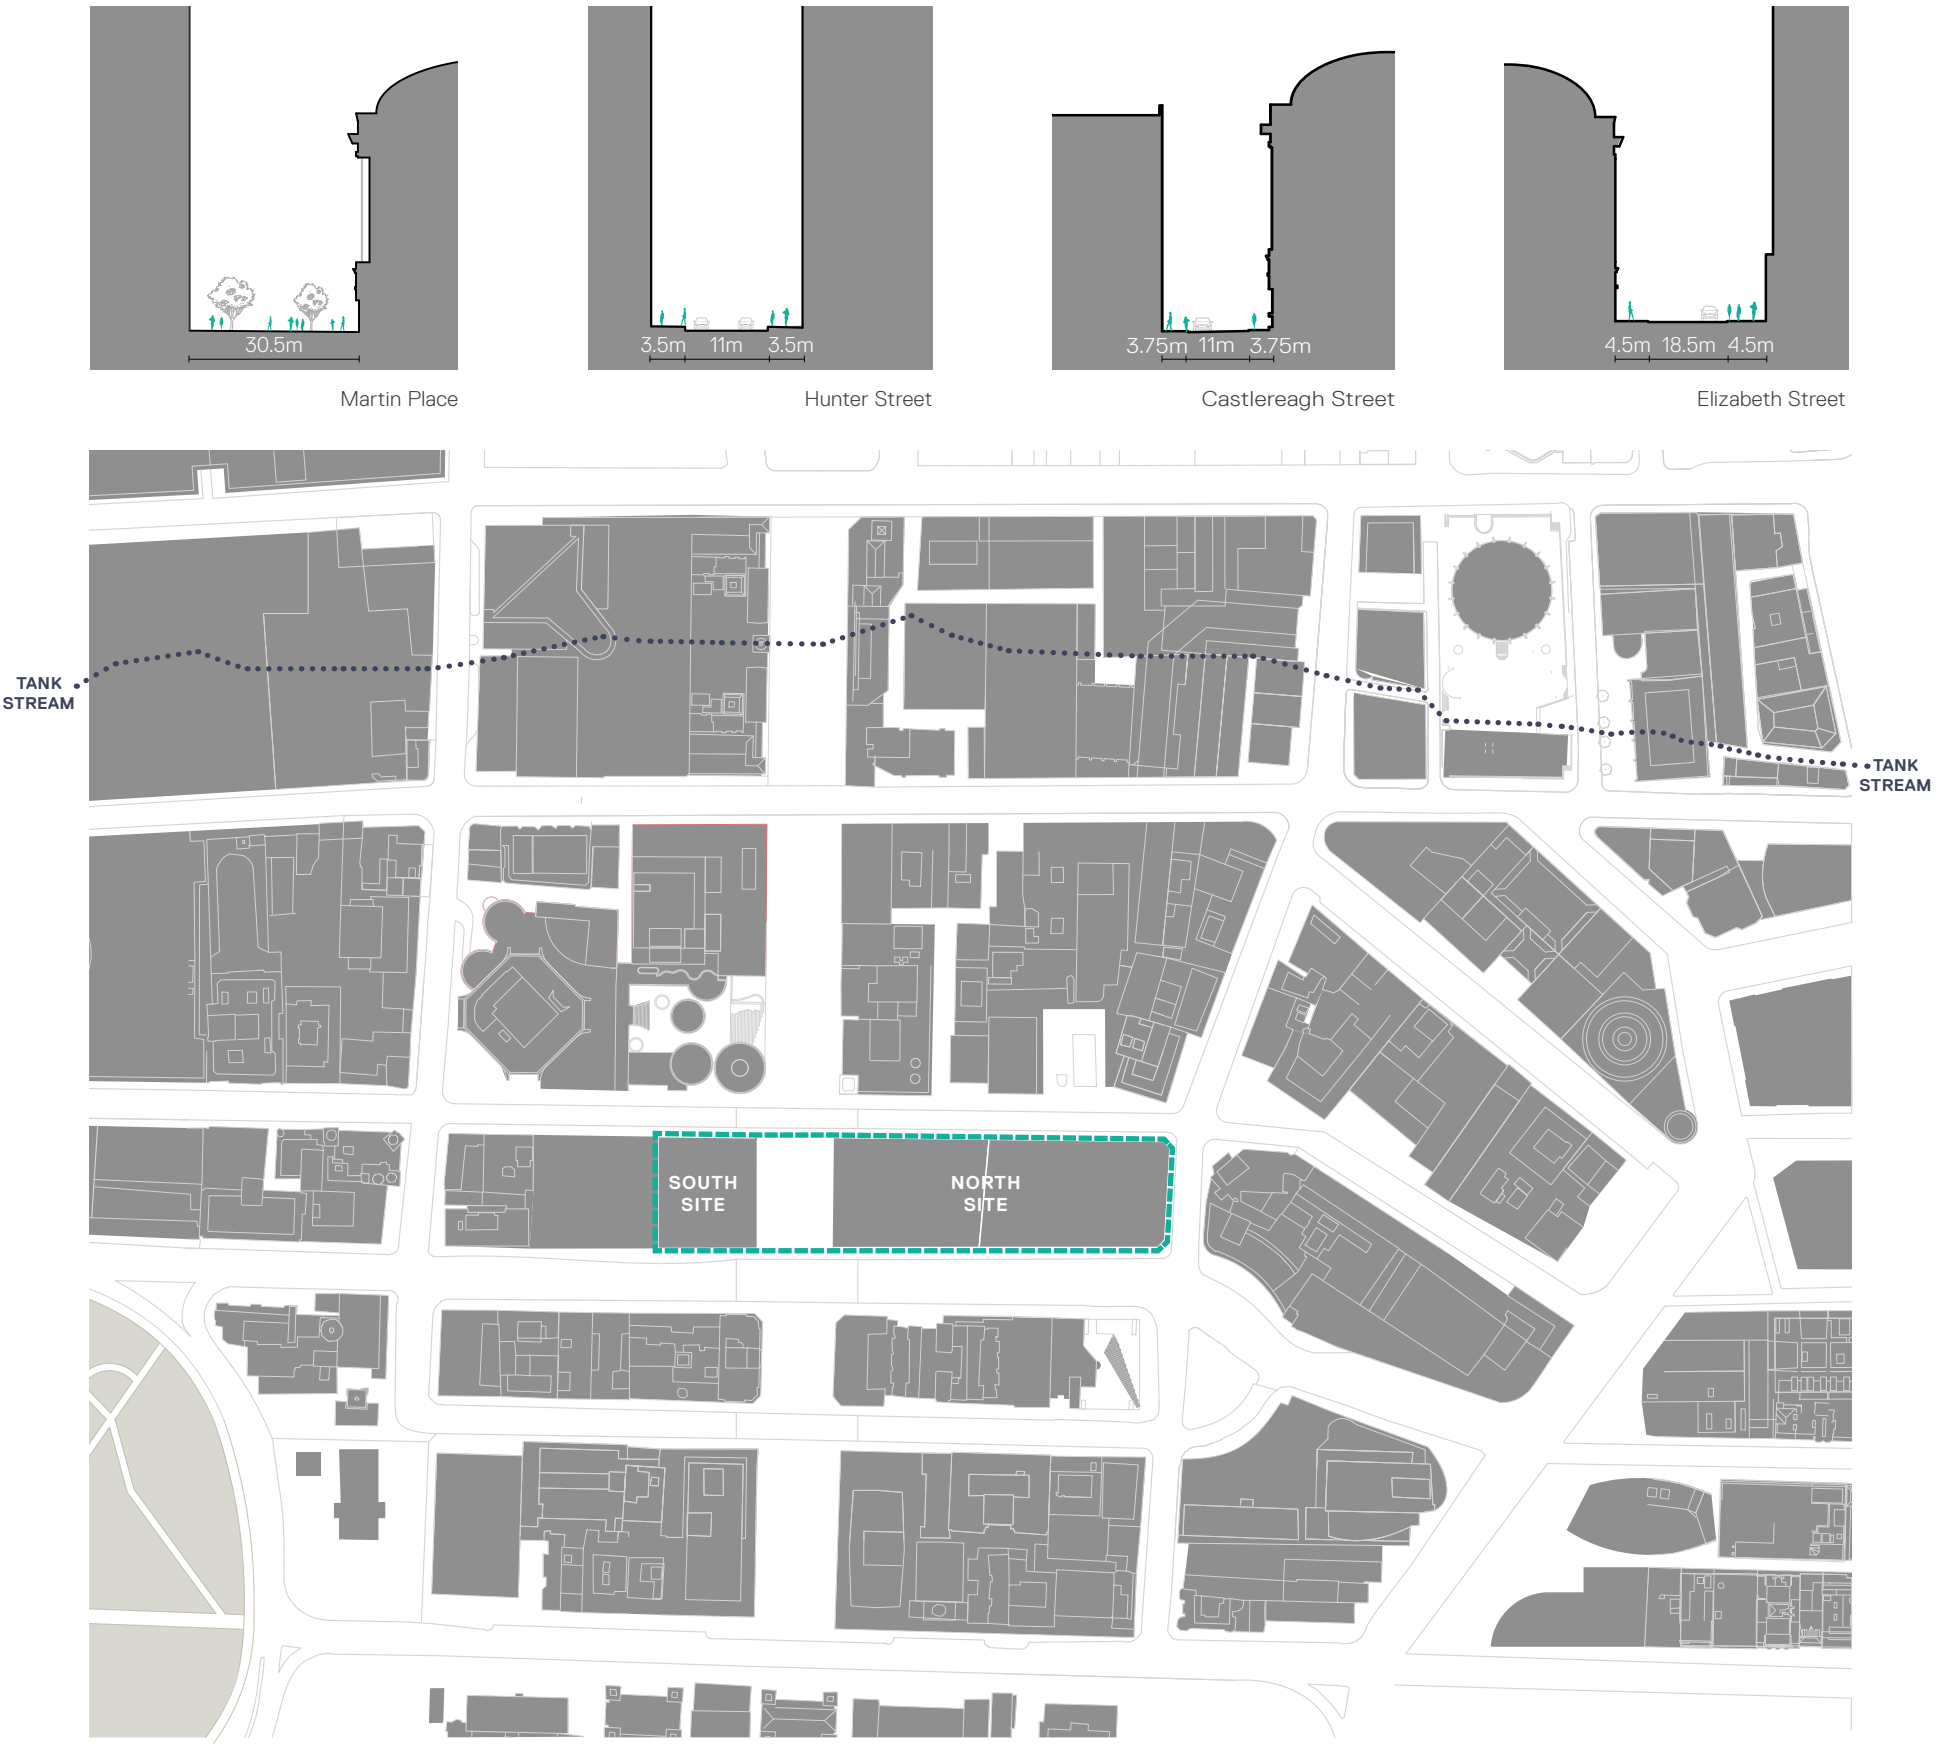 30.5m
3.5m 11m 3.5m
3.75m 11m 3.75m
4.5m 18.5m 4.5m
Martin Place
Hunter Street
Castlereagh Street
Elizabeth Street
TANK
STREAM
TANK
STREAM
SOUTH
SITE
NORTH
SITE